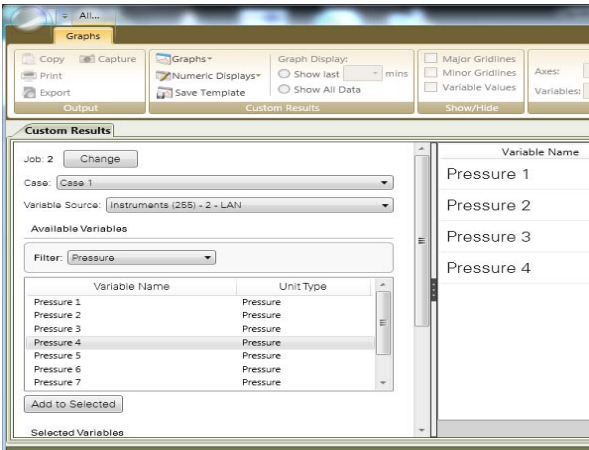 All...
Graphs
Copy Capture
Print
Export
Output
Graphs
Numeric Displays
Save Template
Graph Display:
Show last mins
Show All Data
Custom Results
Major Gridlines
Minor Gridlines
Variable Values
Show/Hide
Axes:
Variables:
Custom Results
Job: 2 Change
Case: Case 1
Variable Source: Instruments (255) - 2 - LAN
Available Variables
Filter: Pressure
Variable Name Unit Type
Pressure 1 Pressure
Pressure 2 Pressure
Pressure 3 Pressure
Pressure 4 Pressure
Pressure 5 Pressure
Pressure 6 Pressure
Pressure 7 Pressure
Add to Selected
Selected Variables
Variable Name
Pressure 1
Pressure 2
Pressure 3
Pressure 4